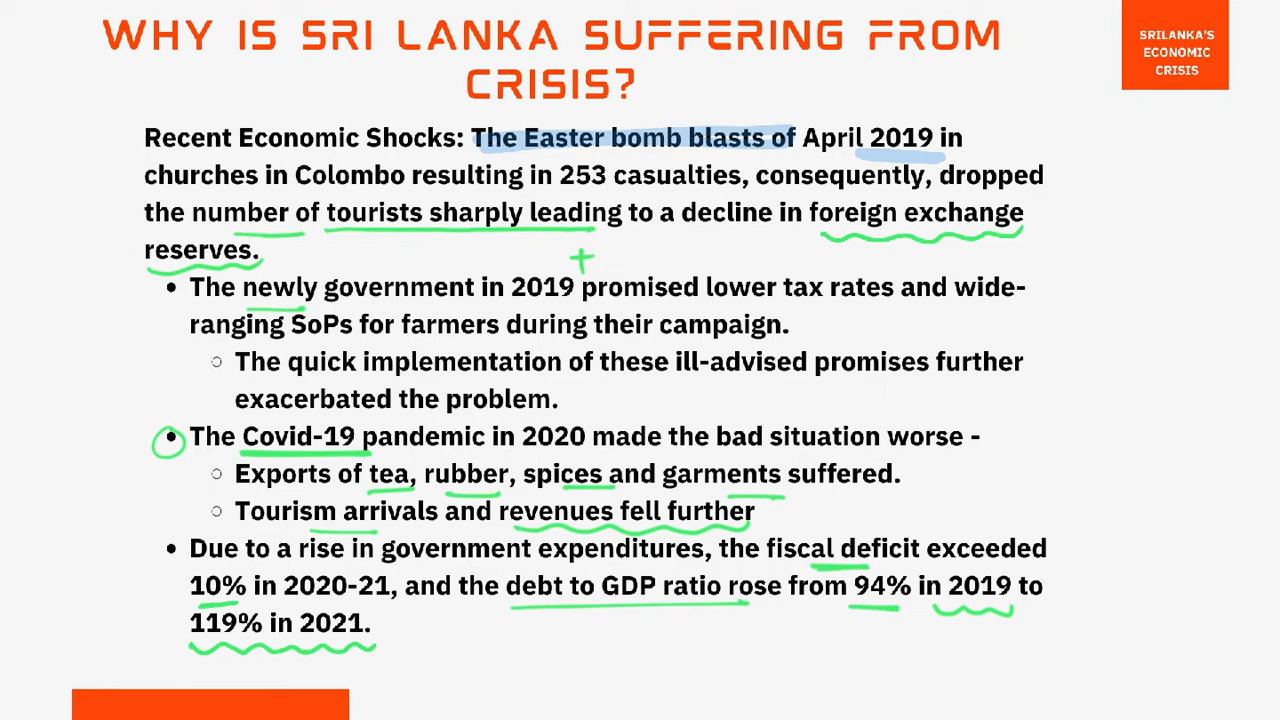 WHY IS SRI LANKA SUFFERING FROM
CRISIS?
SRILANKA'S
ECONOMIC
CRISIS
Recent Economic Shocks: The Easter bomb blasts of April 2019 in
churches in Colombo resulting in 253 casualties, consequently, dropped
the number of tourists sharply leading to a decline in foreign exchange
reserves.
+
• The newly government in 2019 promised lower tax rates and wide-
ranging SoPs for farmers during their campaign.
○ The quick implementation of these ill-advised promises further
exacerbated the problem.
• The Covid-19 pandemic in 2020 made the bad situation worse -
○ Exports of tea, rubber, spices and garments suffered.
○ Tourism arrivals and revenues fell further
• Due to a rise in government expenditures, the fiscal deficit exceeded
10% in 2020-21, and the debt to GDP ratio rose from 94% in 2019 to
119% in 2021.